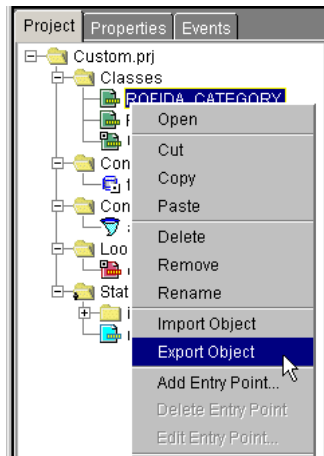 Project Properties Events
Custom.prj
Classes
ROFIDA_CATEGORY
Open
Cut
Con
Copy
Con
Paste
Loo
Delete
Remove
Stat
Rename
Import Object
Export Object
Add Entry Point...
Delete Entry Point
Edit Entry Point...